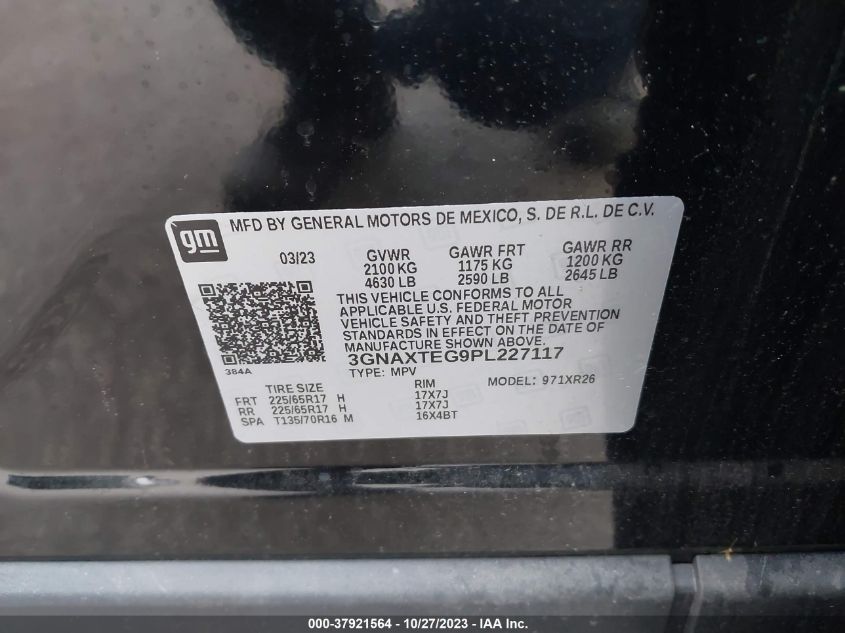 gm MFD BY GENERAL MOTORS DE MEXICO, S. DE R.L. DE C.V.
03/23 GVWR GAWR FRT GAWR RR
2100 KG 1175 KG 1200 KG
4630 LB 2590 LB 2645 LB
THIS VEHICLE CONFORMS TO ALL
APPLICABLE U.S. FEDERAL MOTOR
VEHICLE SAFETY AND THEFT PREVENTION
STANDARDS IN EFFECT ON THE DATE OF
MANUFACTURE SHOWN ABOVE.
384A
3GNAXTEG9PL227117
TYPE: MPV MODEL: 971XR26
TIRE SIZE RIM
FRT 225/65R17 H 17X7J
RR 225/65R17 H 17X7J
SPA T135/70R16 M 16X4BT
000-37921564 / 10/27/2023 - IAA Inc.